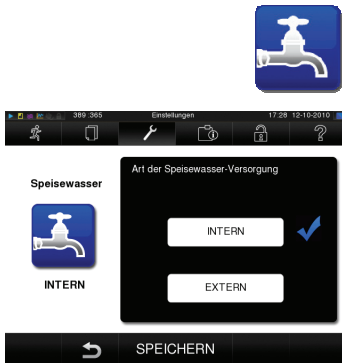 389 :365 Einstellungen 17:28 12-10-2010
?
Speisewasser
Art der Speisewasser-Versorgung
INTERN
INTERN
EXTERN
SPEICHERN